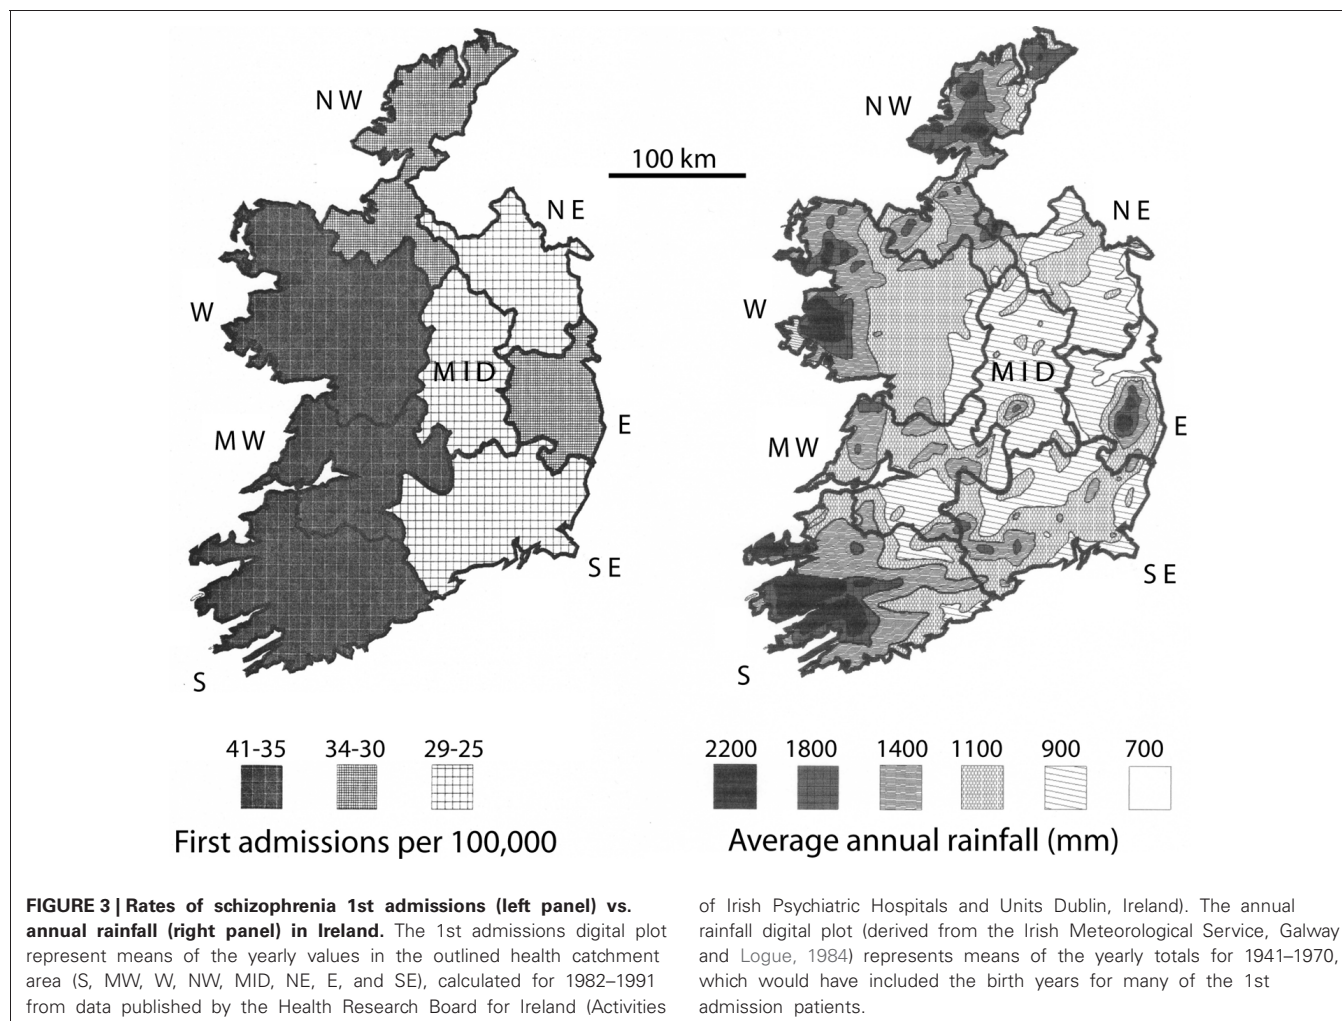 NW
NE
W
MID
E
MW
SE
S
100 km
NW
NE
W
MID
E
MW
SE
S
41-35 34-30 29-25
First admissions per 100,000
2200 1800 1400 1100 900 700
Average annual rainfall (mm)
FIGURE 3 | Rates of schizophrenia 1st admissions (left panel) vs.
annual rainfall (right panel) in Ireland. The 1st admissions digital plot
represent means of the yearly values in the outlined health catchment
area (S, MW, W, NW, MID, NE, E, and SE), calculated for 1982–1991
from data published by the Health Research Board for Ireland (Activities
of Irish Psychiatric Hospitals and Units Dublin, Ireland). The annual
rainfall digital plot (derived from the Irish Meteorological Service, Galway
and Logue, 1984) represents means of the yearly totals for 1941–1970,
which would have included the birth years for many of the 1st
admission patients.